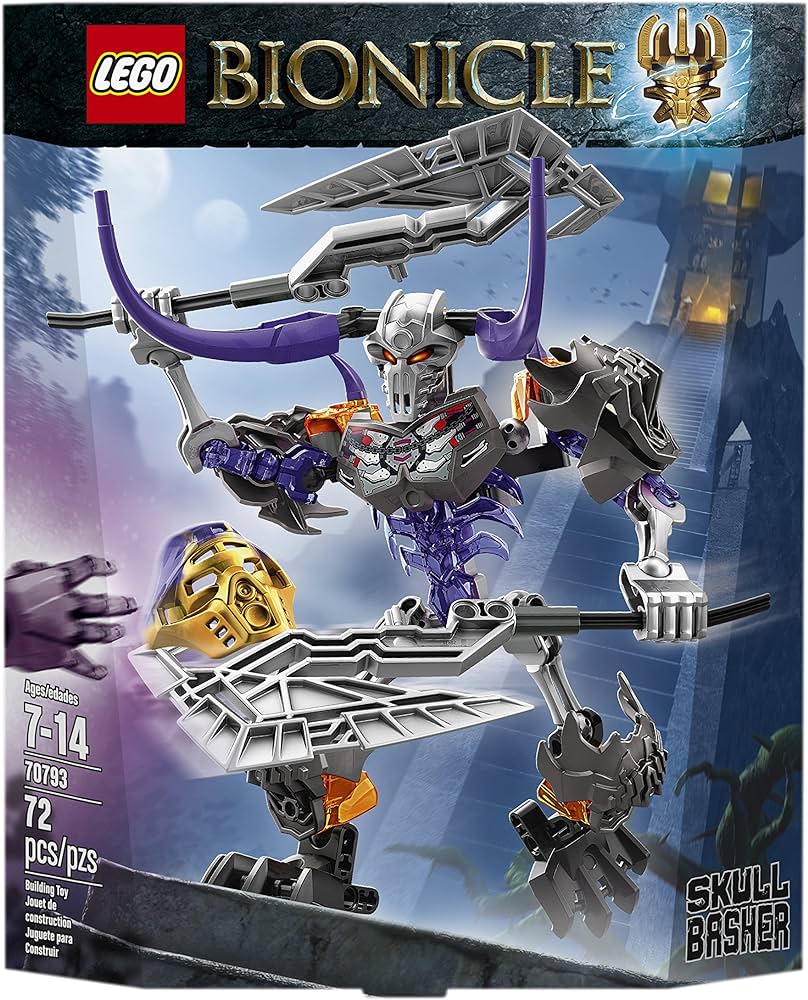 LEGO
BIONICLE®
Ages/edades
7-14
70793
72
pcs/pzs
Building Toy
Jouet de
construction
Juguete para
Construir
SKULL
BASHER